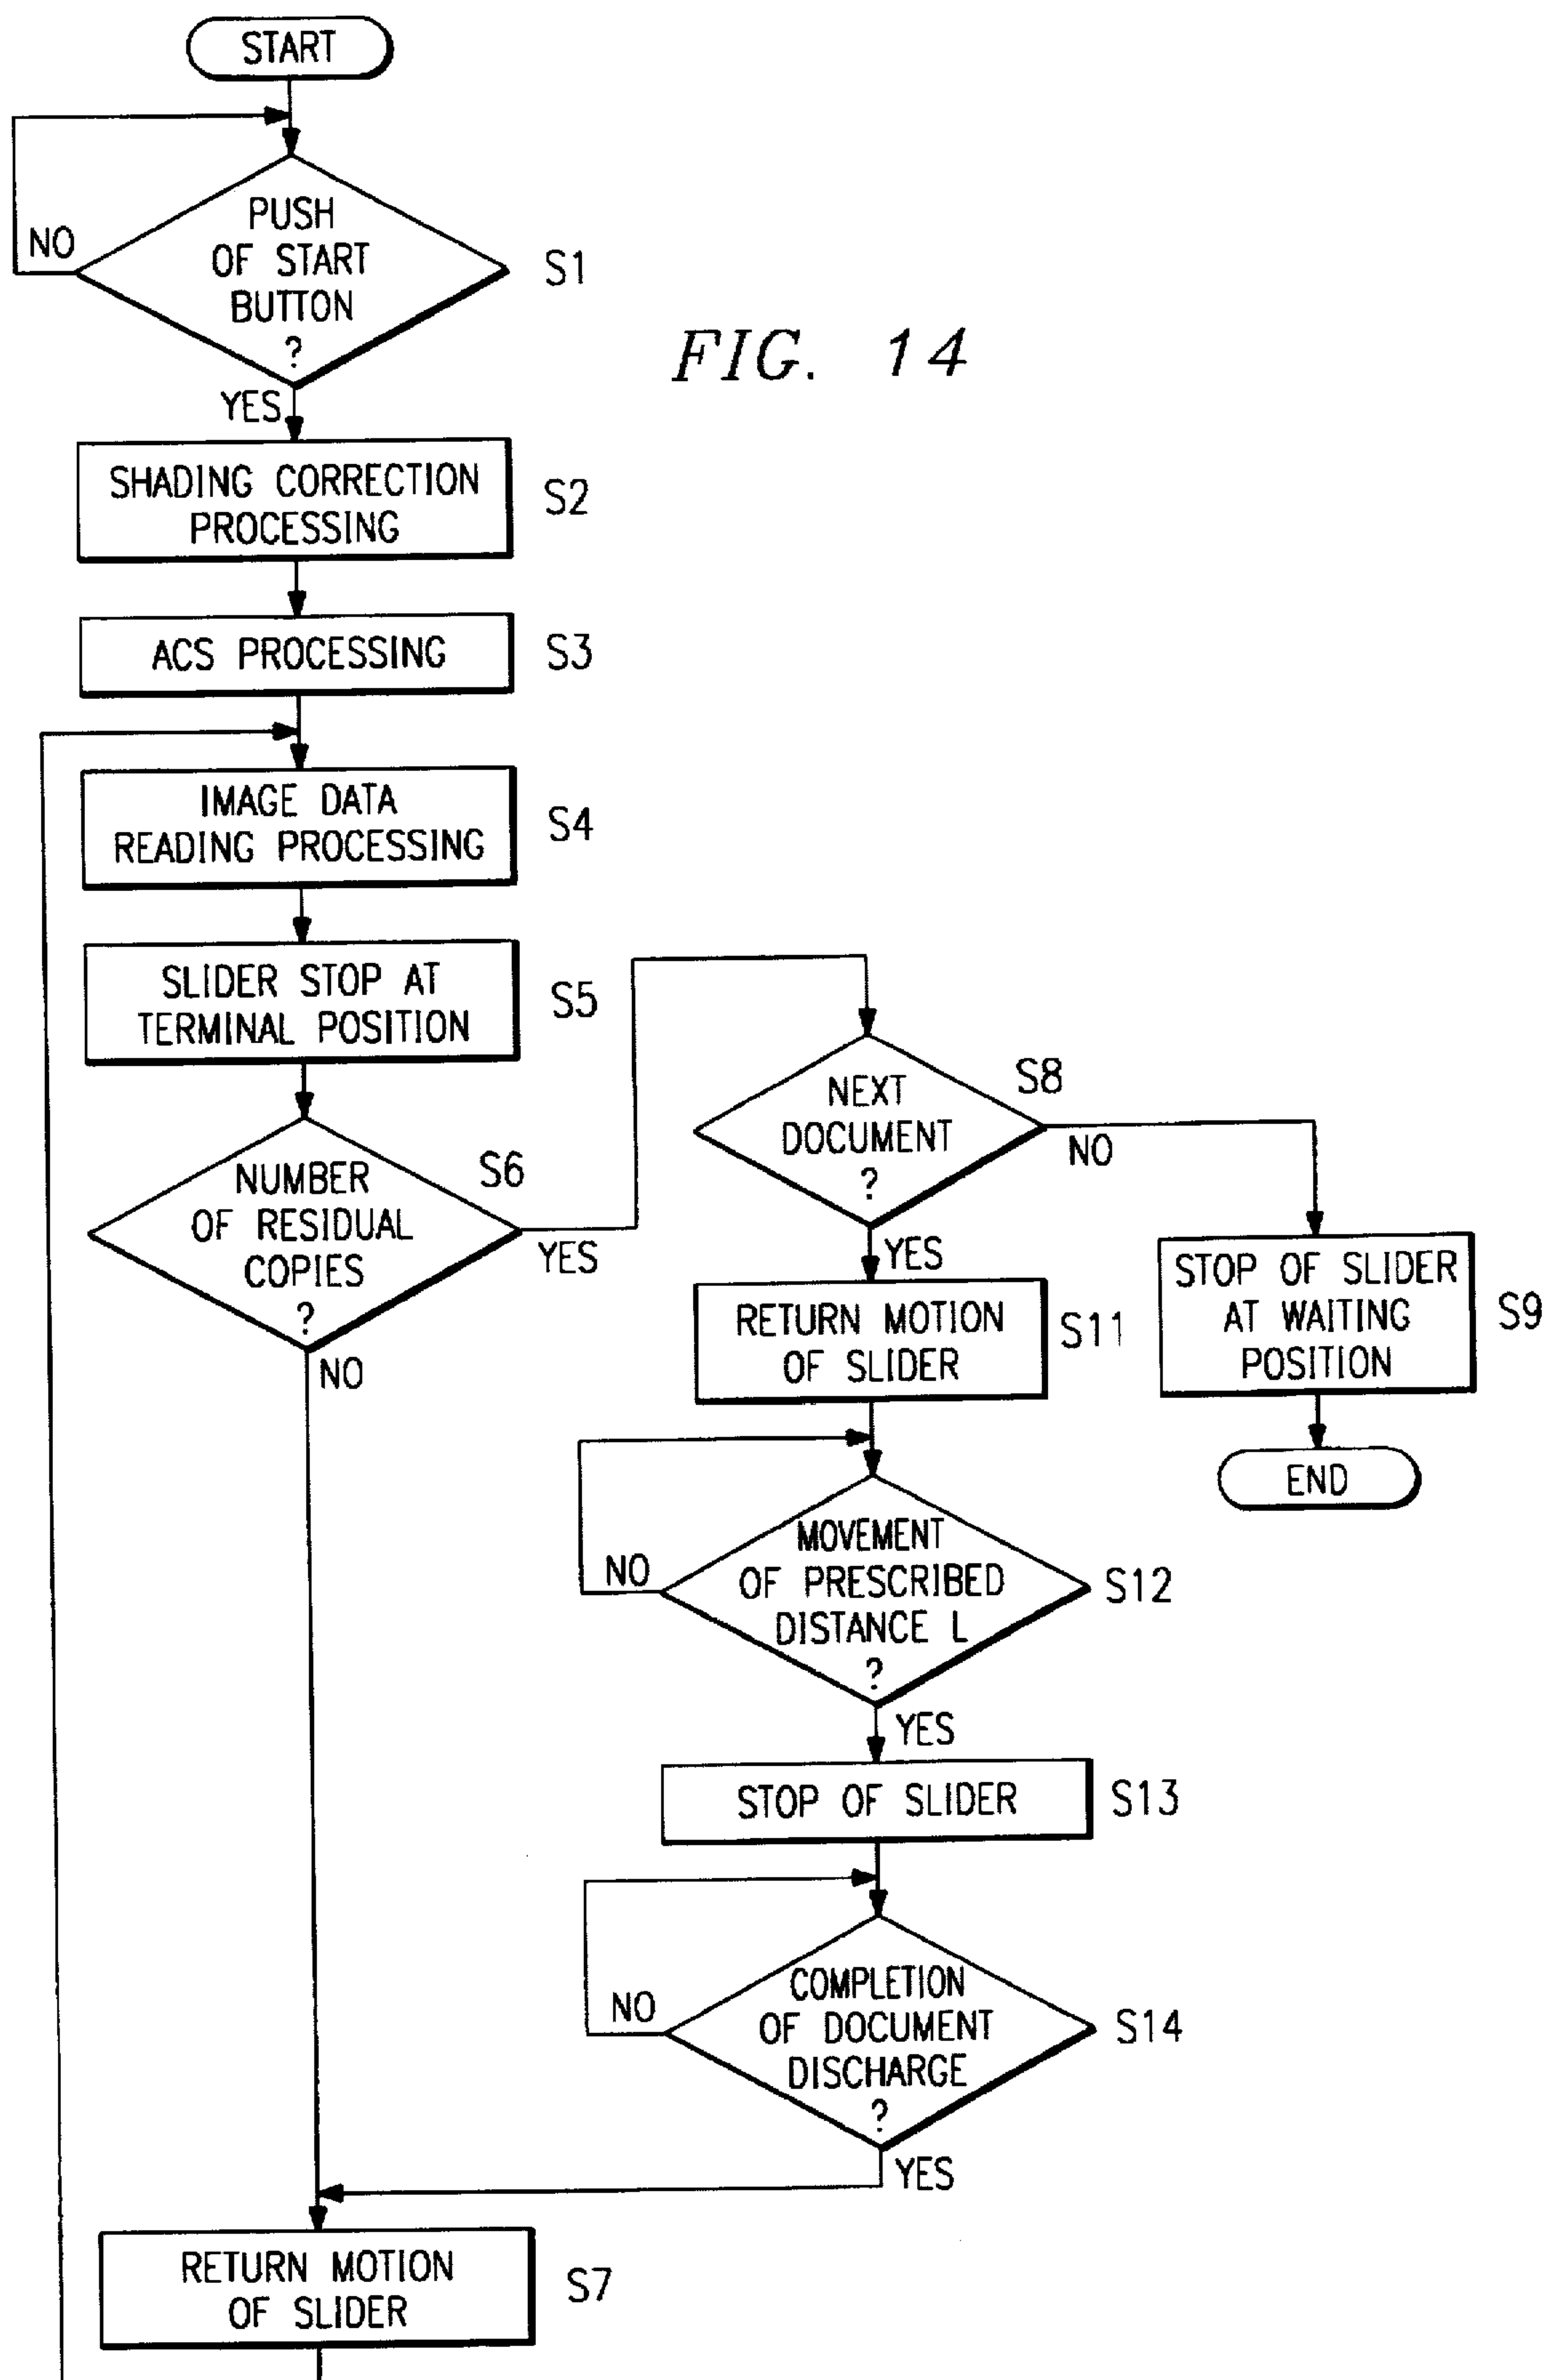 START
PUSH
OF START
BUTTON
?
NO
S1
YES
FIG. 14
SHADING CORRECTION
PROCESSING
S2
ACS PROCESSING
S3
IMAGE DATA
READING PROCESSING
S4
SLIDER STOP AT
TERMINAL POSITION
S5
NUMBER
OF RESIDUAL
COPIES
?
S6
YES
NO
NEXT
DOCUMENT
?
S8
NO
YES
STOP OF SLIDER
AT WAITING
POSITION
S9
END
RETURN MOTION
OF SLIDER
S11
MOVEMENT
OF PRESCRIBED
DISTANCE L
?
NO
S12
YES
STOP OF SLIDER
S13
COMPLETION
OF DOCUMENT
DISCHARGE
?
NO
S14
YES
RETURN MOTION
OF SLIDER
S7